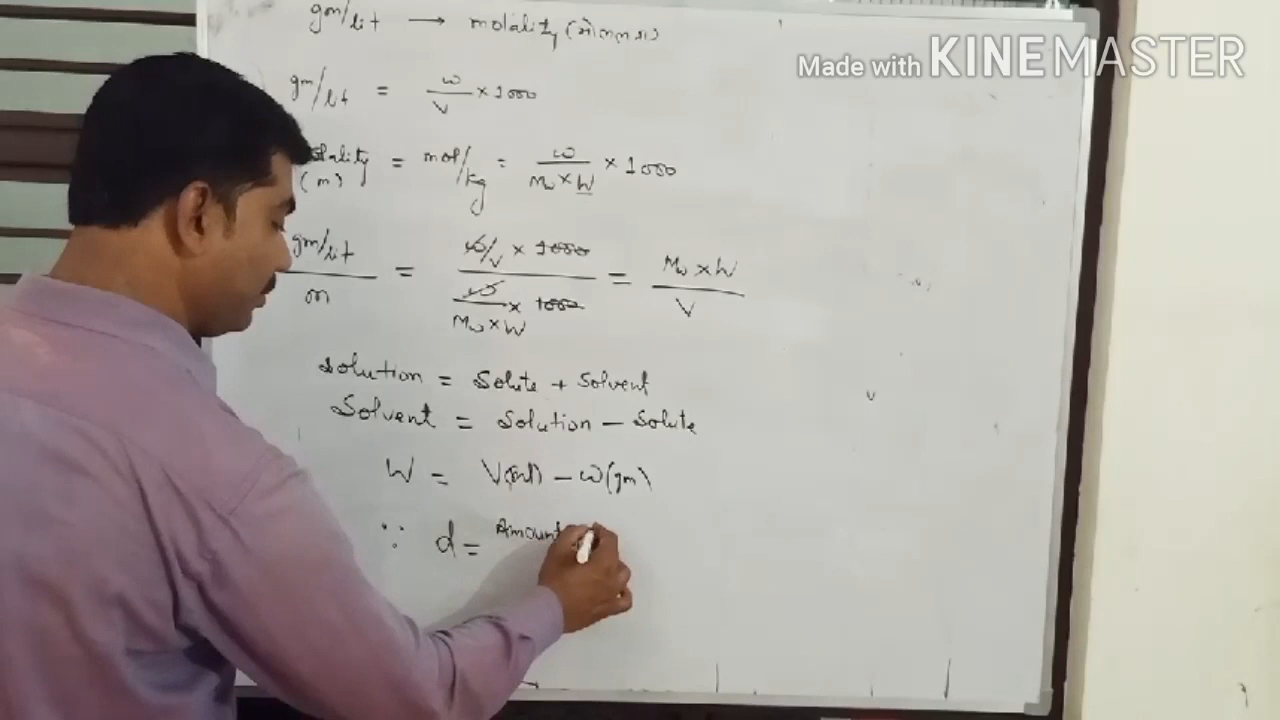 gm/lit → molality
Made with KINEMASTER
gm/lit = w/V × 1000
molality (m) = mol/kg = w/(Mw × W) × 1000
gm/lit / m = (w/V × 1000) / (w/(Mw × W) × 1000) = (Mw × W)/V
Solution = Solute + Solvent
Solvent = Solution − Solute
W = V(ml) − w(gm)
∵ d = Amount